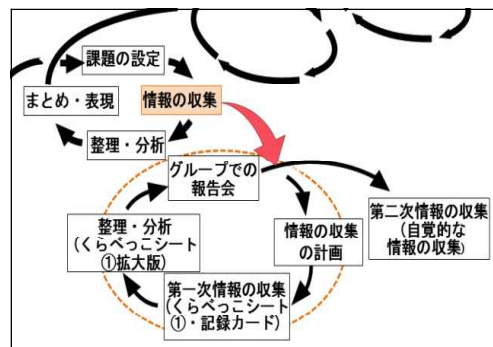 課題の設定
まとめ・表現
情報の収集
整理・分析
グループでの
報告会
整理・分析
(くらべっこシート
①拡大版)
情報の収集
の計画
第二次情報の収集
(自覚的な
情報の収集)
第一次情報の収集
(くらべっこシート
①・記録カード)